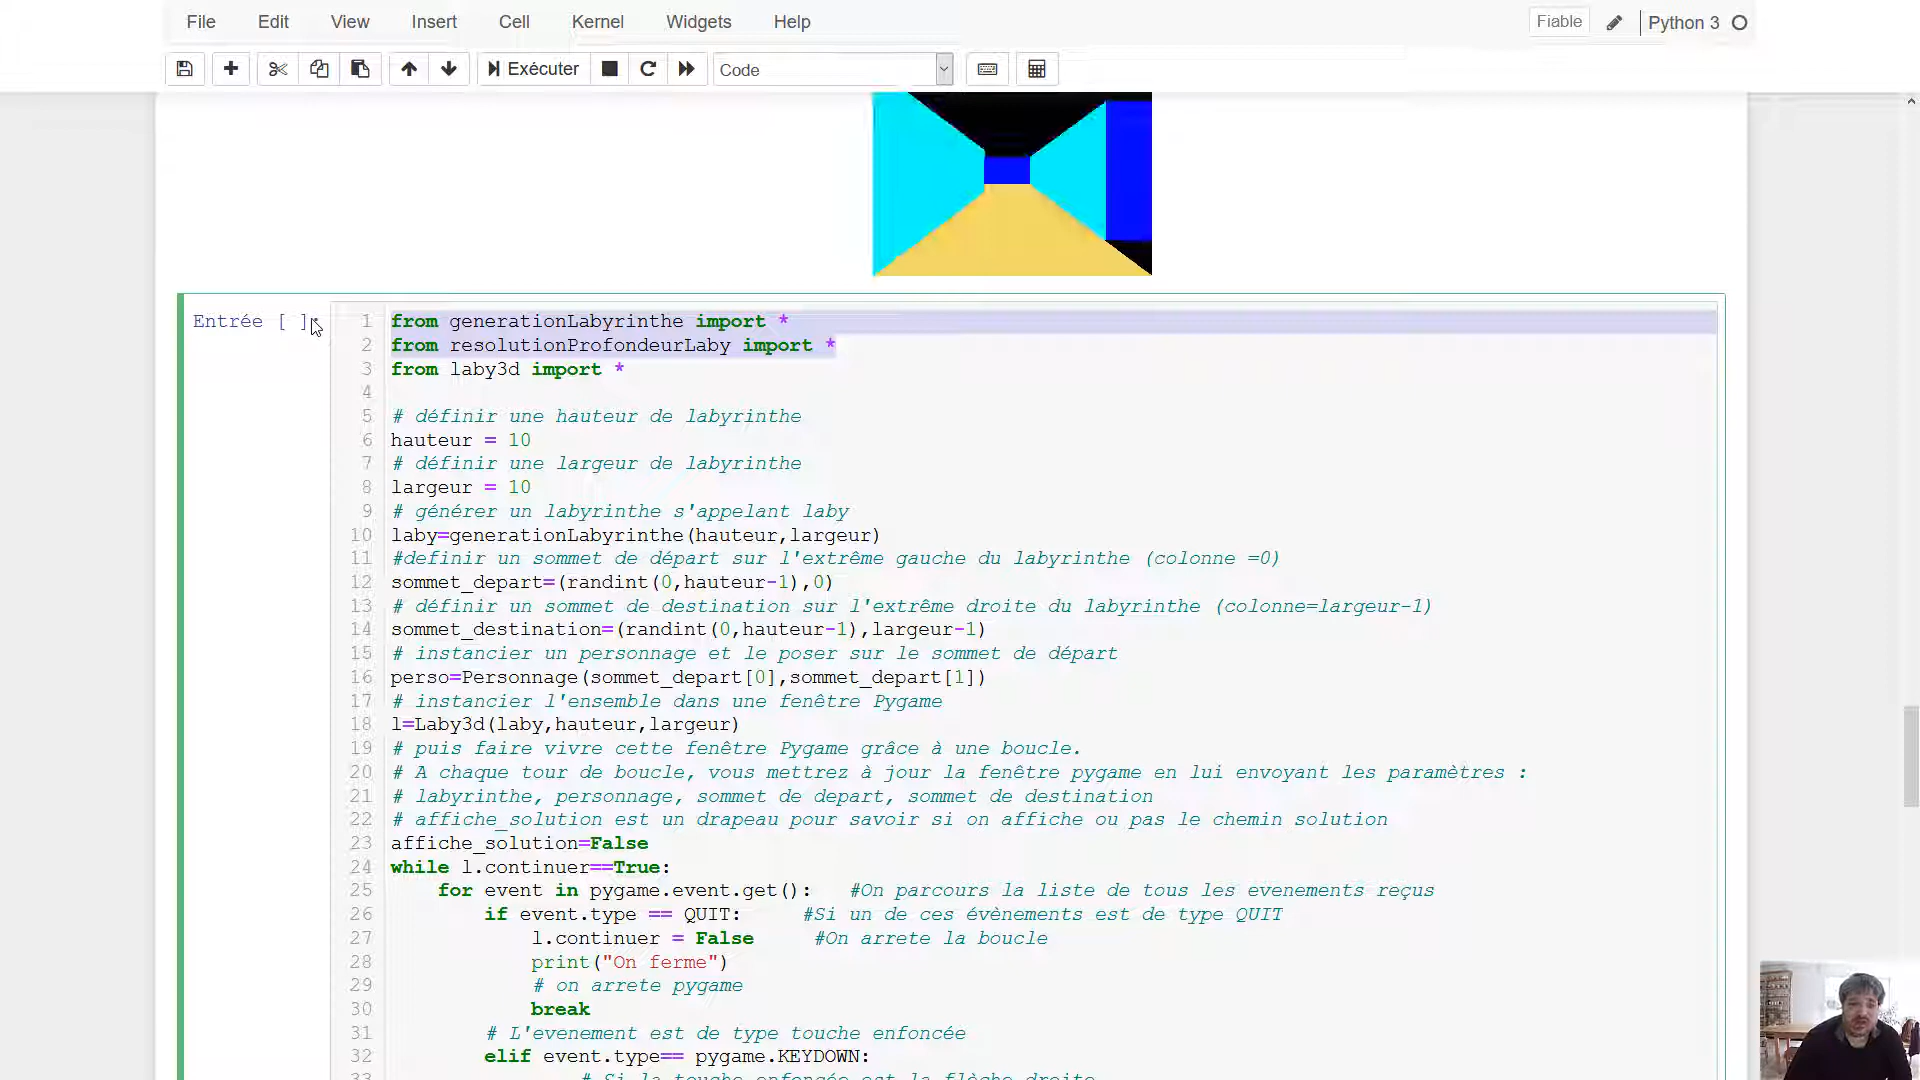 File Edit View Insert Cell Kernel Widgets Help Fiable Python 3
Exécuter Code
Entrée [ ]:
1 from generationLabyrinthe import *
2 from resolutionProfondeurLaby import *
3 from laby3d import *
4
5 # définir une hauteur de labyrinthe
6 hauteur = 10
7 # définir une largeur de labyrinthe
8 largeur = 10
9 # générer un labyrinthe s'appelant laby
10 laby=generationLabyrinthe(hauteur,largeur)
11 #definir un sommet de départ sur l'extrême gauche du labyrinthe (colonne =0)
12 sommet_depart=(randint(0,hauteur-1),0)
13 # définir un sommet de destination sur l'extrême droite du labyrinthe (colonne=largeur-1)
14 sommet_destination=(randint(0,hauteur-1),largeur-1)
15 # instancier un personnage et le poser sur le sommet de départ
16 perso=Personnage(sommet_depart[0],sommet_depart[1])
17 # instancier l'ensemble dans une fenêtre Pygame
18 l=Laby3d(laby,hauteur,largeur)
19 # puis faire vivre cette fenêtre Pygame grâce à une boucle.
20 # A chaque tour de boucle, vous mettrez à jour la fenêtre pygame en lui envoyant les paramètres :
21 # labyrinthe, personnage, sommet de depart, sommet de destination
22 # affiche_solution est un drapeau pour savoir si on affiche ou pas le chemin solution
23 affiche_solution=False
24 while l.continuer==True:
25 for event in pygame.event.get(): #On parcours la liste de tous les evenements reçus
26 if event.type == QUIT: #Si un de ces évènements est de type QUIT
27 l.continuer = False #On arrete la boucle
28 print("On ferme")
29 # on arrete pygame
30 break
31 # L'evenement est de type touche enfoncée
32 elif event.type== pygame.KEYDOWN:
33 # Si la touche enfoncée est la flèche droite